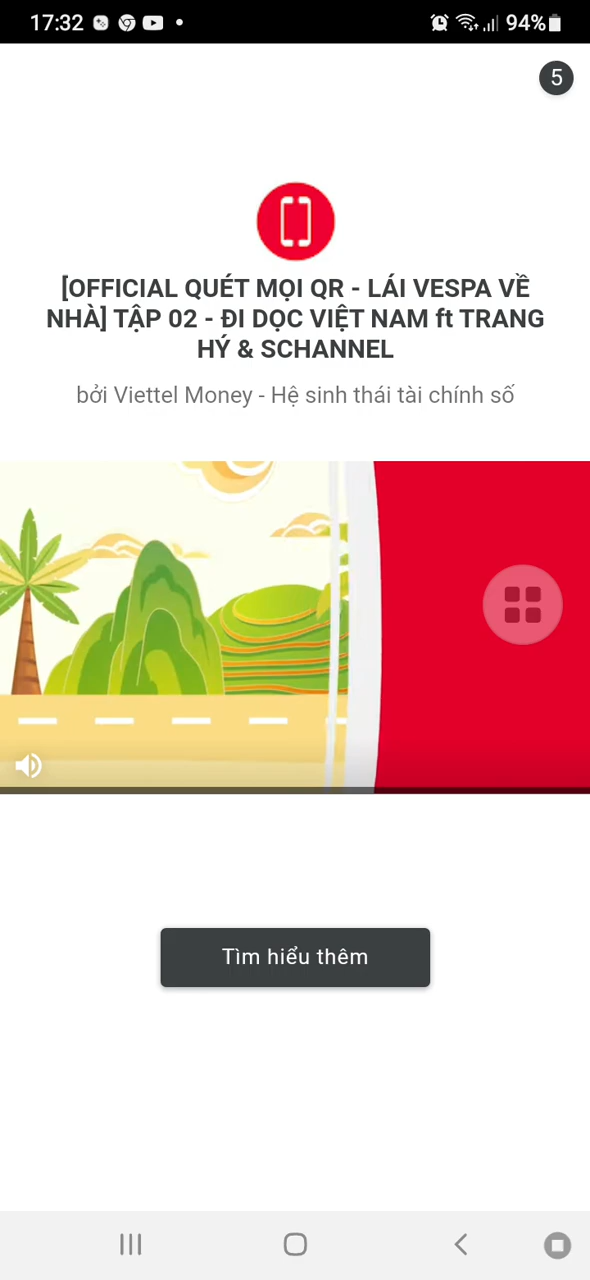 17:32
94%
5
[OFFICIAL QUÉT MỌI QR - LÁI VESPA VỀ
NHÀ] TẬP 02 - ĐI DỌC VIỆT NAM ft TRANG
HÝ & SCHANNEL
bởi Viettel Money - Hệ sinh thái tài chính số
Tìm hiểu thêm